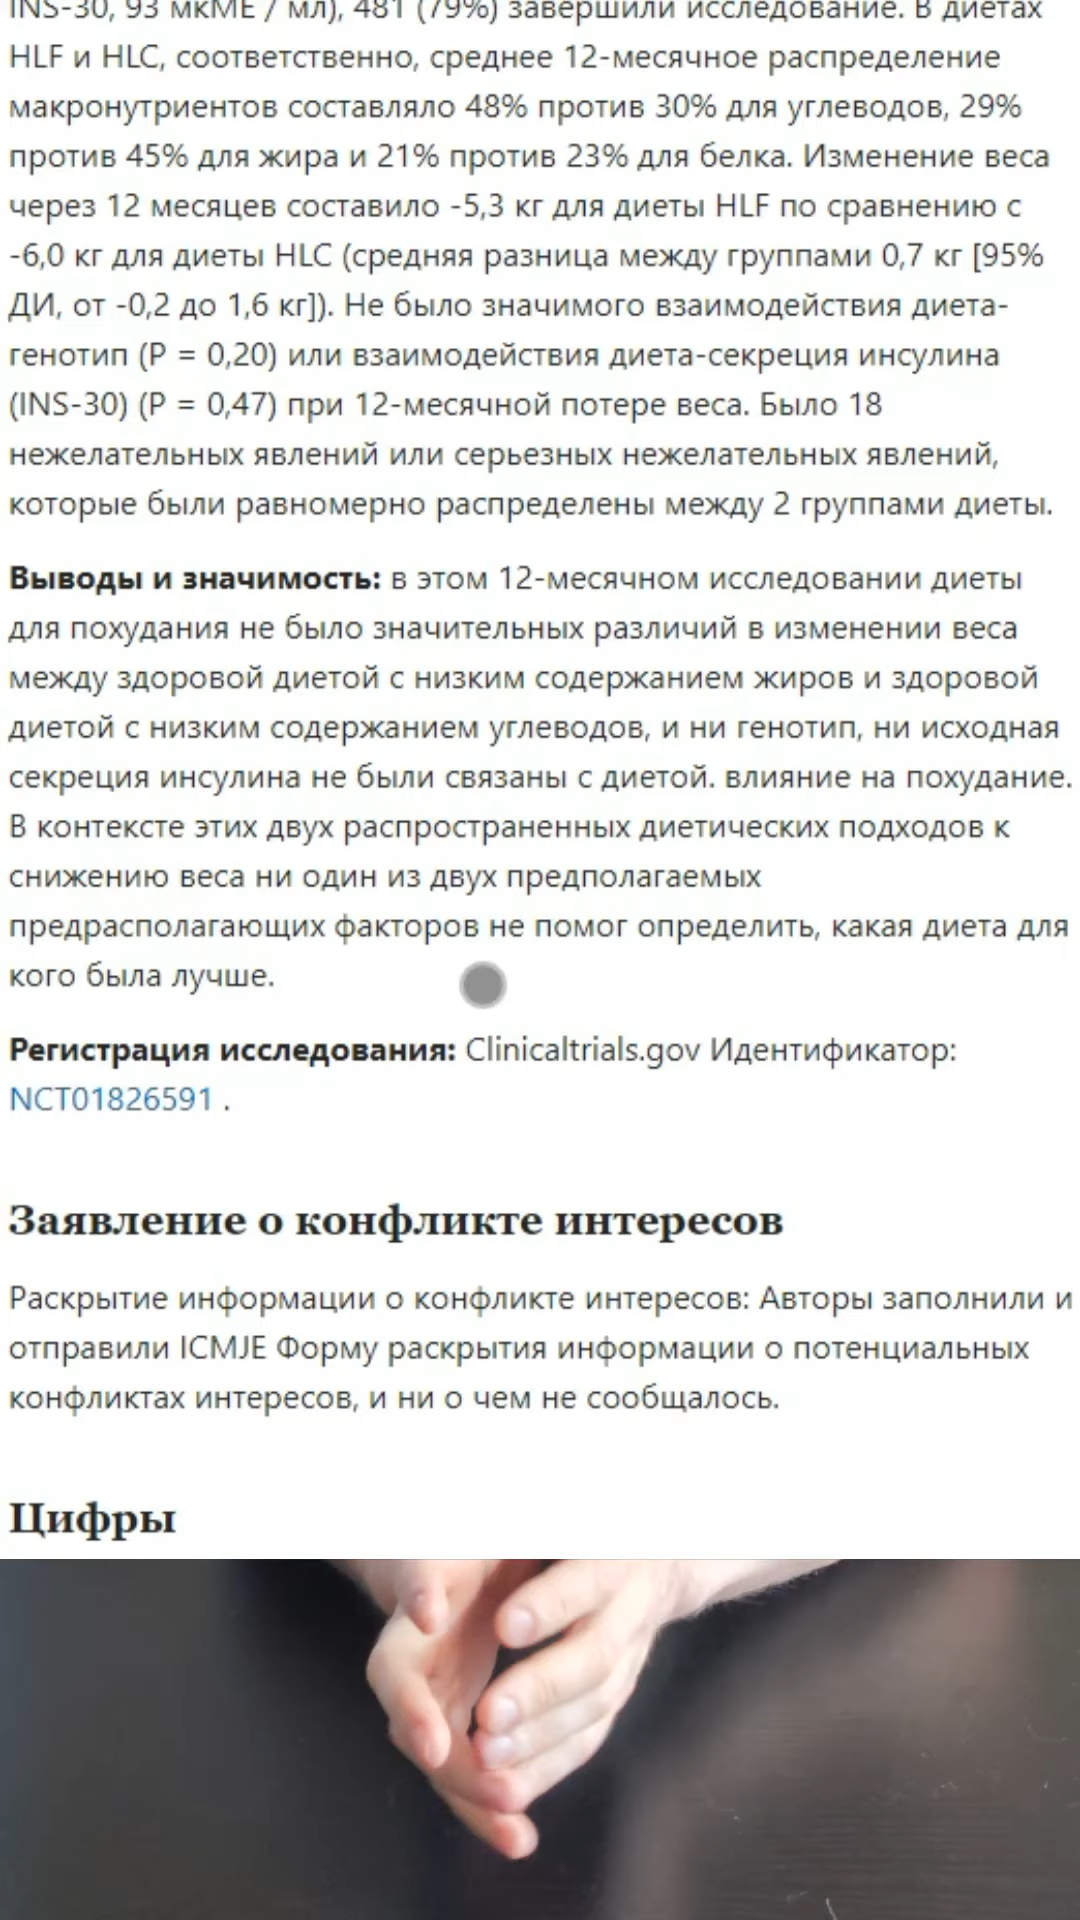 INS-30, 93 мкМЕ / мл), 481 (79%) завершили исследование. В диетах
HLF и HLC, соответственно, среднее 12-месячное распределение
макронутриентов составляло 48% против 30% для углеводов, 29%
против 45% для жира и 21% против 23% для белка. Изменение веса
через 12 месяцев составило -5,3 кг для диеты HLF по сравнению с
-6,0 кг для диеты HLC (средняя разница между группами 0,7 кг [95%
ДИ, от -0,2 до 1,6 кг]). Не было значимого взаимодействия диета-
генотип (P = 0,20) или взаимодействия диета-секреция инсулина
(INS-30) (P = 0,47) при 12-месячной потере веса. Было 18
нежелательных явлений или серьезных нежелательных явлений,
которые были равномерно распределены между 2 группами диеты.
Выводы и значимость: в этом 12-месячном исследовании диеты
для похудания не было значительных различий в изменении веса
между здоровой диетой с низким содержанием жиров и здоровой
диетой с низким содержанием углеводов, и ни генотип, ни исходная
секреция инсулина не были связаны с диетой. влияние на похудание.
В контексте этих двух распространенных диетических подходов к
снижению веса ни один из двух предполагаемых
предрасполагающих факторов не помог определить, какая диета для
кого была лучше.
Регистрация исследования: Clinicaltrials.gov Идентификатор:
NCT01826591 .
Заявление о конфликте интересов
Раскрытие информации о конфликте интересов: Авторы заполнили и
отправили ICMJE Форму раскрытия информации о потенциальных
конфликтах интересов, и ни о чем не сообщалось.
Цифры